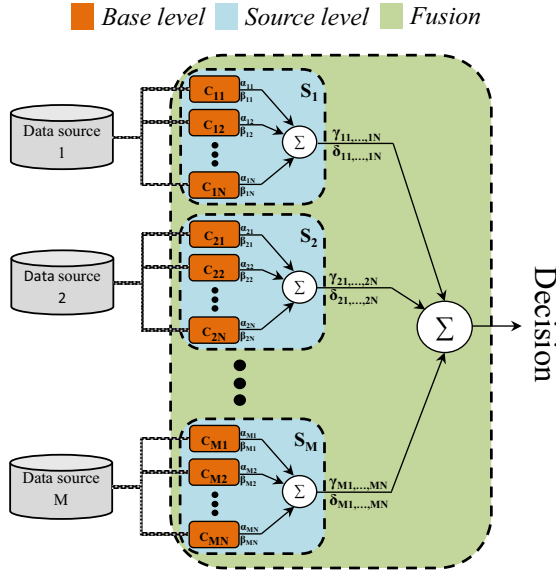 Base level Source level Fusion
Data source
1
C11 α11
β11
C12 α12
β12
C1N α1N
β1N
S1
Σ
γ11,...,1N
δ11,...,1N
Data source
2
C21 α21
β21
C22 α22
β22
C2N α2N
β2N
S2
Σ
γ21,...,2N
δ21,...,2N
Σ
Decision
Data source
M
CM1 αM1
βM1
CM2 αM2
βM2
CMN αMN
βMN
SM
Σ
γM1,...,MN
δM1,...,MN